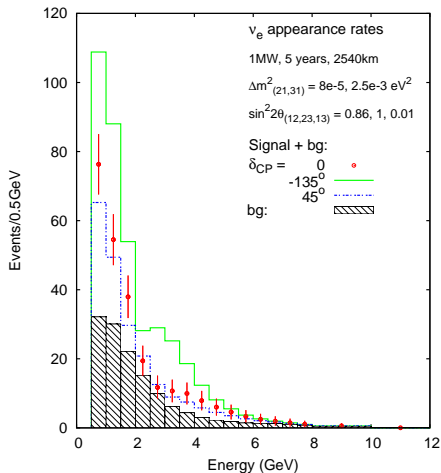 ν_e appearance rates
1MW, 5 years, 2540km
Δm²(21,31) = 8e-5, 2.5e-3 eV²
sin²2θ(12,23,13) = 0.86, 1, 0.01
Signal + bg:
δCP = 0
-135°
45°
bg:
Events/0.5GeV
120
100
80
60
40
20
0
0 2 4 6 8 10 12
Energy (GeV)